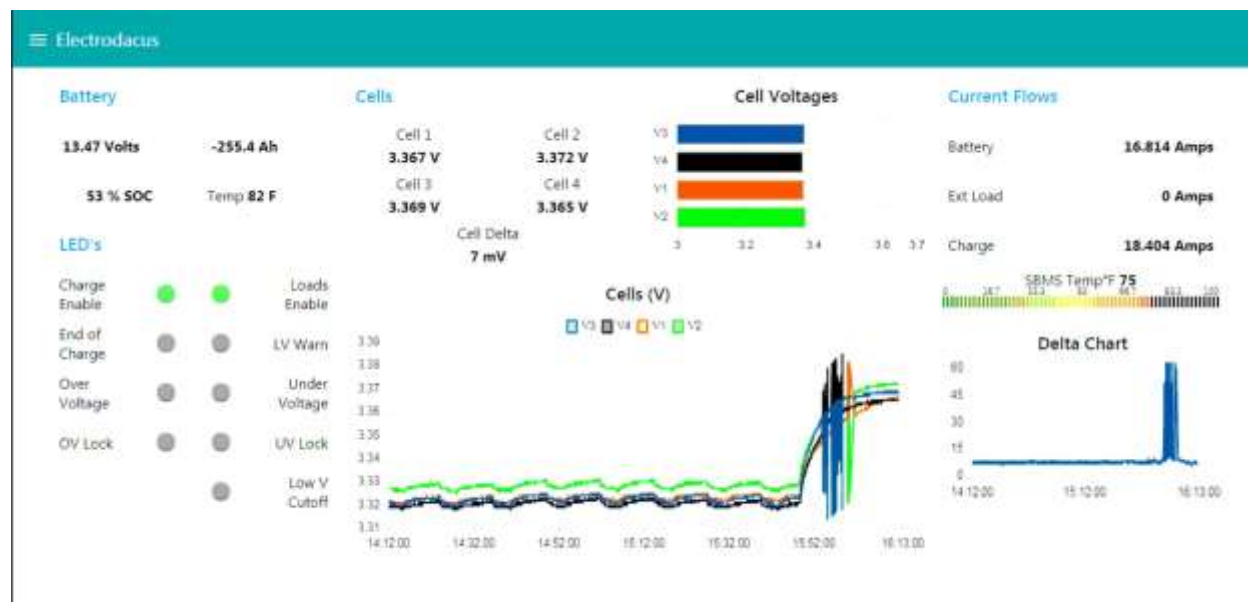 Electrodacus
Battery
13.47 Volts
-255.4 Ah
53 % SOC
Temp 82 F
LED's
Charge
Enable
Loads
Enable
End of
Charge
LV Warn
Over
Voltage
Under
Voltage
OV Lock
UV Lock
Low V
Cutoff
Cells
Cell 1
3.367 V
Cell 2
3.372 V
Cell 3
3.369 V
Cell 4
3.365 V
Cell Delta
7 mV
Cell Voltages
V3
V4
V1
V2
3 3.2 3.4 3.6 3.7
Cells (V)
V3 V4 V1 V2
3.39
3.38
3.37
3.36
3.35
3.34
3.33
3.32
3.31
14:12:00 14:32:00 14:52:00 15:12:00 15:32:00 15:52:00 16:13:00
Current Flows
Battery 16.814 Amps
Ext Load 0 Amps
Charge 18.404 Amps
SBMS Temp°F 75
Delta Chart
60
45
30
15
0
14:12:00 15:12:00 16:13:00